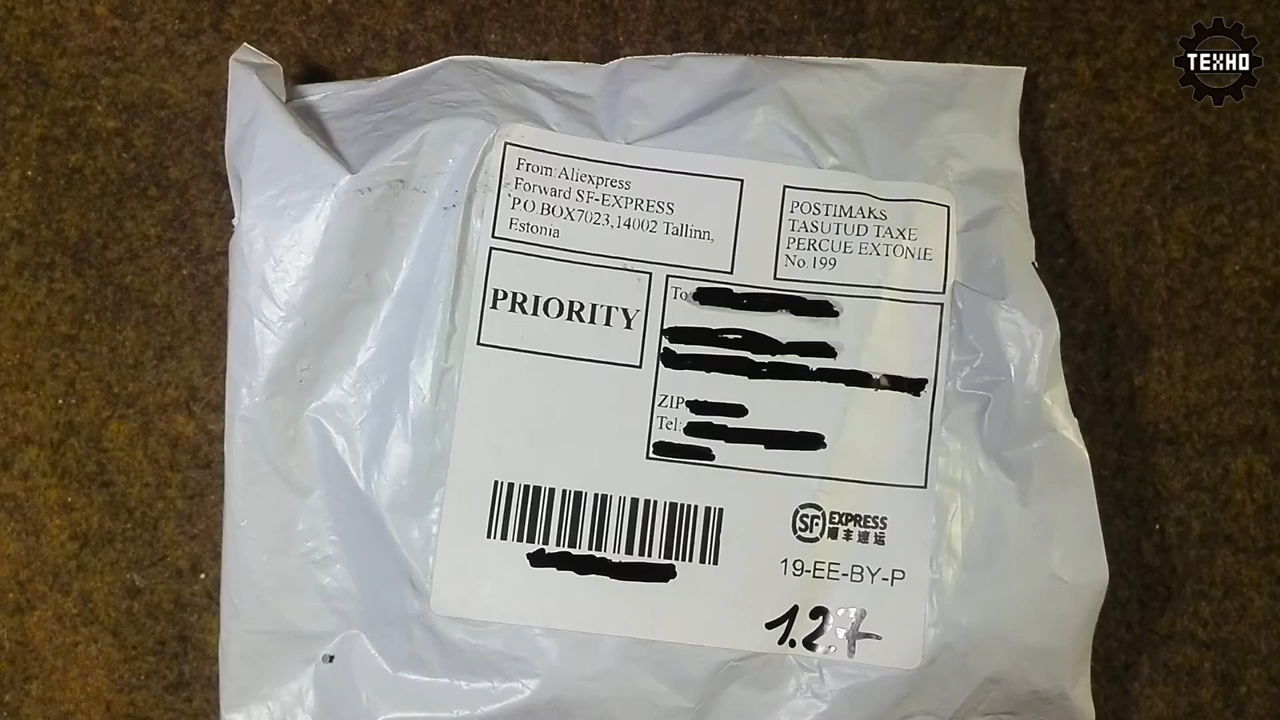 ТЕХНО
From:Aliexpress
Forward SF-EXPRESS
P.O.BOX7023,14002 Tallinn,
Estonia
POSTIMAKS
TASUTUD TAXE
PERCUE EXTONIE
No.199
PRIORITY
To
ZIP
Tel:
SF EXPRESS
顺丰速运
19-EE-BY-P
1.27